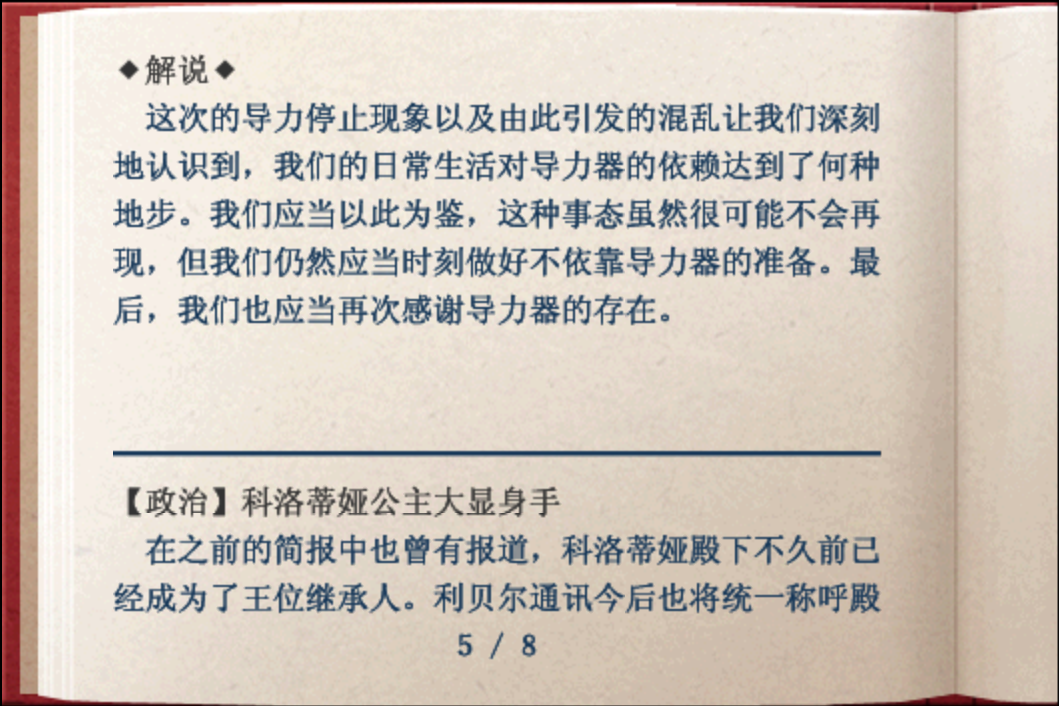 ◆解说◆
这次的导力停止现象以及由此引发的混乱让我们深刻
地认识到，我们的日常生活对导力器的依赖达到了何种
地步。我们应当以此为鉴，这种事态虽然很可能不会再
现，但我们仍然应当时刻做好不依靠导力器的准备。最
后，我们也应当再次感谢导力器的存在。
【政治】科洛蒂娅公主大显身手
在之前的简报中也曾有报道，科洛蒂娅殿下不久前已
经成为了王位继承人。利贝尔通讯今后也将统一称呼殿
5 / 8